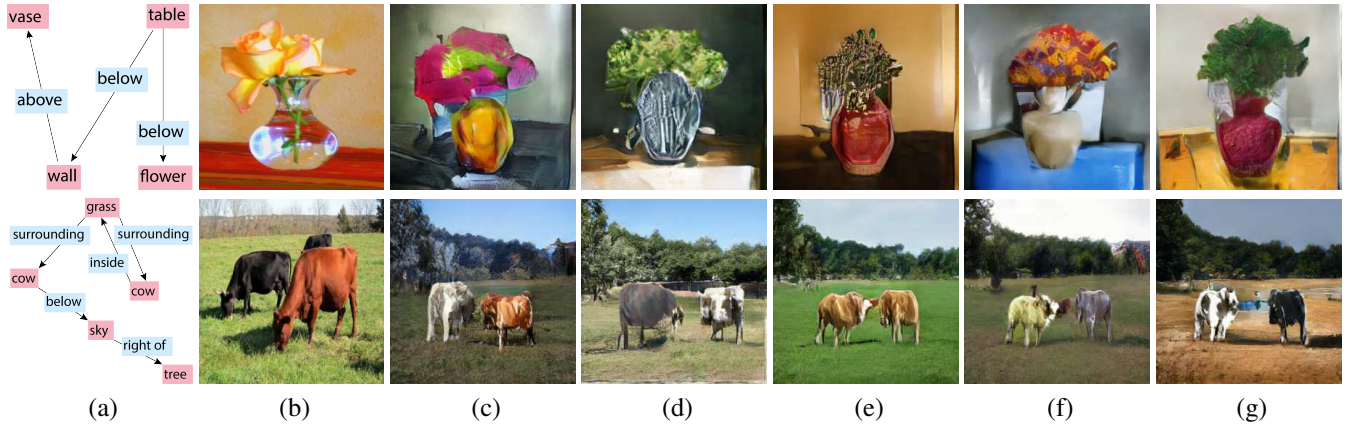 vase table
below
above
below
wall flower
grass
surrounding surrounding
inside
cow
cow
below
sky
right of
tree
(a) (b) (c) (d) (e) (f) (g)